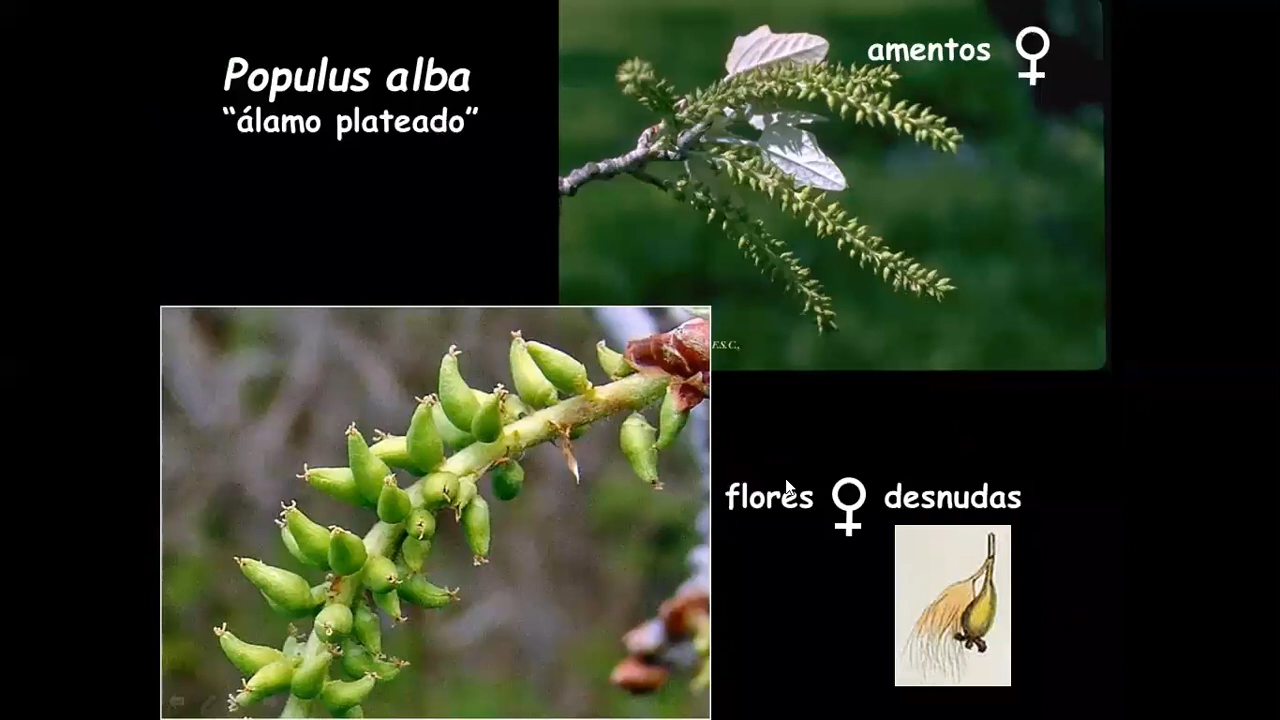 Populus alba
“álamo plateado”
amentos ♀
F.S.C.,
flores ♀ desnudas